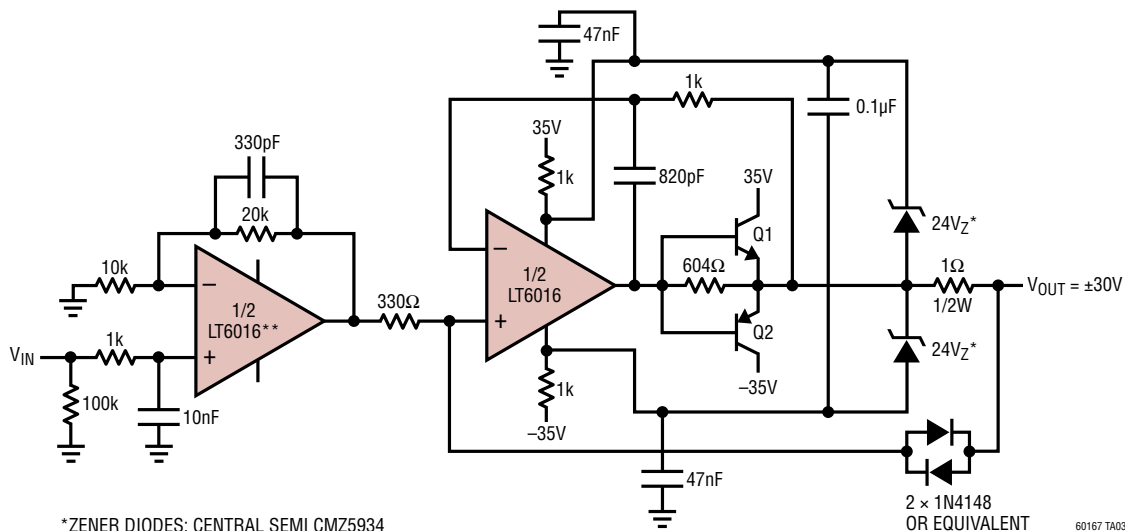 47nF
1k
0.1µF
35V
330pF
1k
820pF
35V
20k
24VZ*
Q1
10k
–
–
604Ω
1Ω
1/2
LT6016**
1/2
LT6016
VOUT = ±30V
330Ω
1/2W
1k
+
Q2
VIN
+
24VZ*
–35V
100k
10nF
1k
–35V
47nF
2 × 1N4148
OR EQUIVALENT
*ZENER DIODES: CENTRAL SEMI CMZ5934
60167 TA03